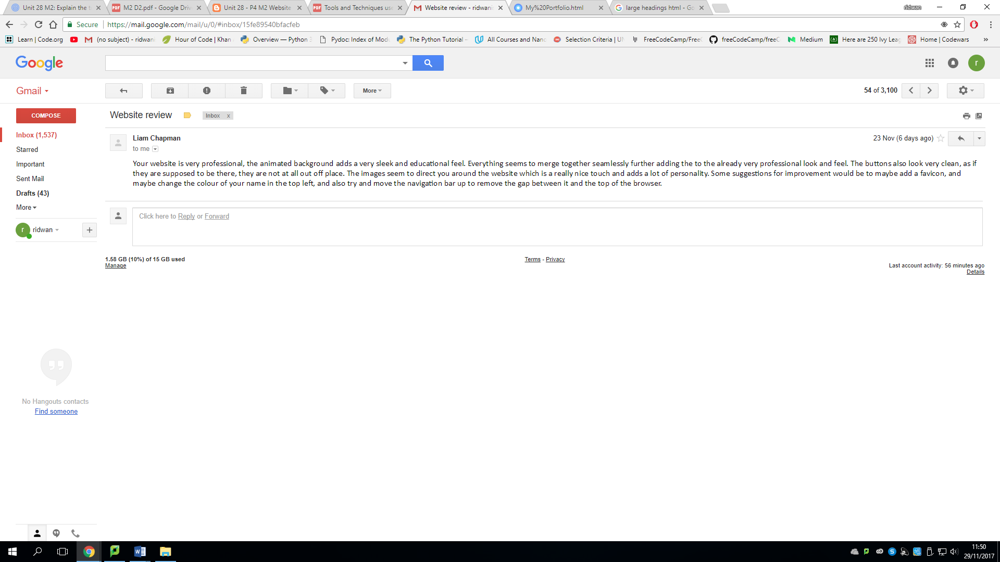 Unit 28 M2: Explain the t
M2 D2.pdf - Google Driv
Unit 28 - P4 M2 Website
Tools and Techniques use
Website review - ridwani
My%20Portfolio.html
large headings html - Go
ridwan
Secure
https://mail.google.com/mail/u/0/#inbox/15fe89540bfacfeb
Learn | Code.org
(no subject) - ridwani
Hour of Code | Khan
Overview — Python 3
Pydoc: Index of Modu
The Python Tutorial —
All Courses and Nano
Selection Criteria | UN
FreeCodeCamp/FreeC
freeCodeCamp/freeC
Medium
Here are 250 Ivy Leag
Home | Codewars
»
Google
r
Gmail
More
54 of 3,100
COMPOSE
Website review
Inbox x
Inbox (1,537)
Starred
Important
Sent Mail
Drafts (43)
More
r ridwan
+
Liam Chapman
23 Nov (6 days ago)
to me
Your website is very professional, the animated background adds a very sleek and educational feel. Everything seems to merge together seamlessly further adding the to the already very professional look and feel. The buttons also look very clean, as if
they are supposed to be there, they are not at all out off place. The images seem to direct you around the website which is a really nice touch and adds a lot of personality. Some suggestions for improvement would be to maybe add a favicon, and
maybe change the colour of your name in the top left, and also try and move the navigation bar up to remove the gap between it and the top of the browser.
Click here to Reply or Forward
1.58 GB (10%) of 15 GB used
Manage
Terms - Privacy
Last account activity: 56 minutes ago
Details
No Hangouts contacts
Find someone
11:50
29/11/2017